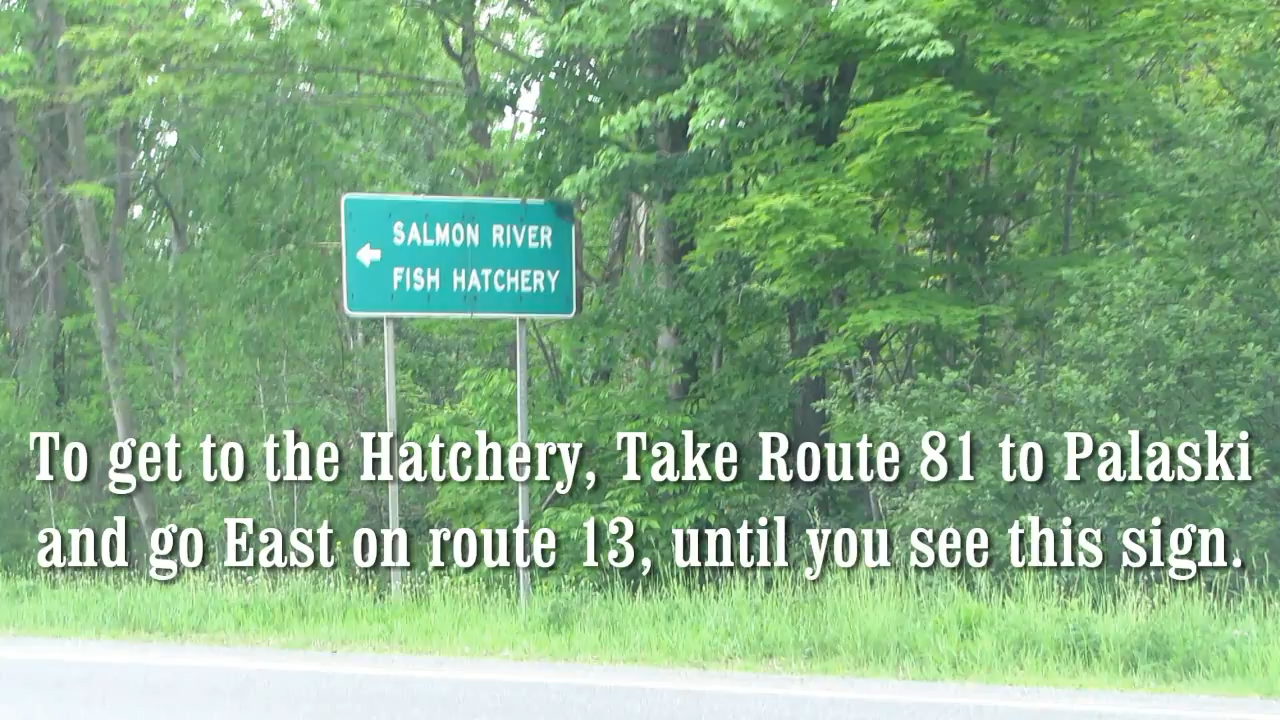 SALMON RIVER
FISH HATCHERY
To get to the Hatchery, Take Route 81 to Palaski
and go East on route 13, until you see this sign.